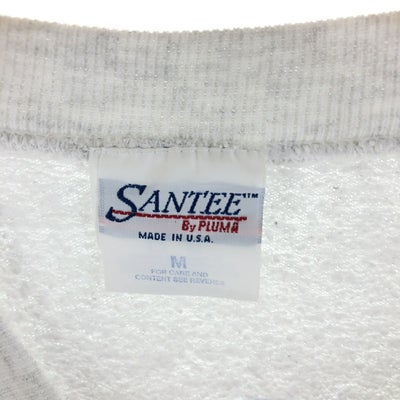 SANTEE™
By PLUMA
MADE IN U.S.A.
M
FOR CARE AND
CONTENT SEE REVERSE